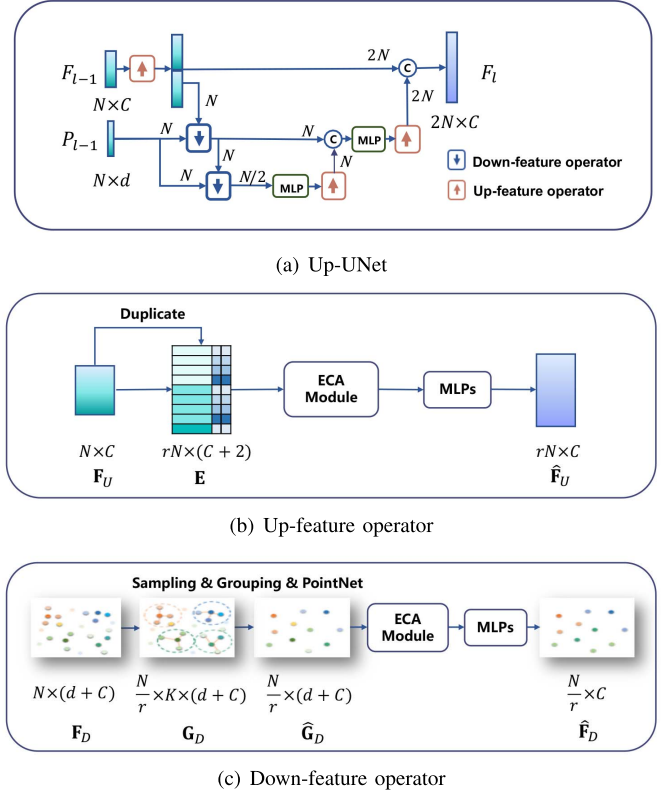 F_{l-1}
N×C
2N
C
F_l
N
2N
2N×C
P_{l-1}
N
N
C
MLP
N×d
N
N
N/2
MLP
N
Down-feature operator
Up-feature operator
(a) Up-UNet
Duplicate
ECA
Module
MLPs
N×C
rN×(C + 2)
rN×C
F_U
E
F̂_U
(b) Up-feature operator
Sampling & Grouping & PointNet
ECA
Module
MLPs
N×(d + C)
N/r ×K×(d + C)
N/r ×(d + C)
N/r ×C
F_D
G_D
Ĝ_D
F̂_D
(c) Down-feature operator